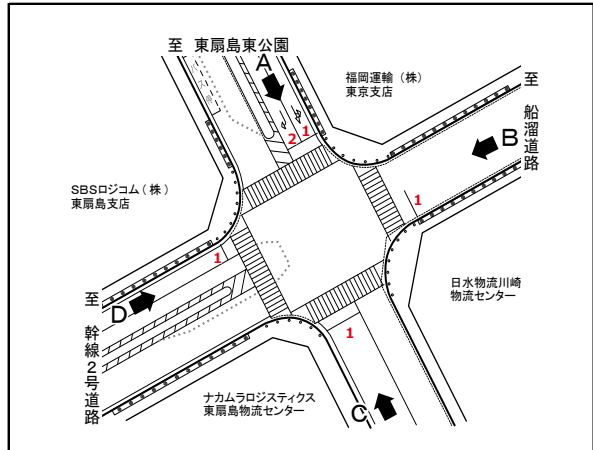 至 東扇島東公園
A
福岡運輸（株）
東京支店
至 船溜道路
B
2
1
1
SBSロジコム（株）
東扇島支店
1
日水物流川崎
物流センター
D
至 幹線2号道路
1
ナカムラロジスティクス
東扇島物流センター
C